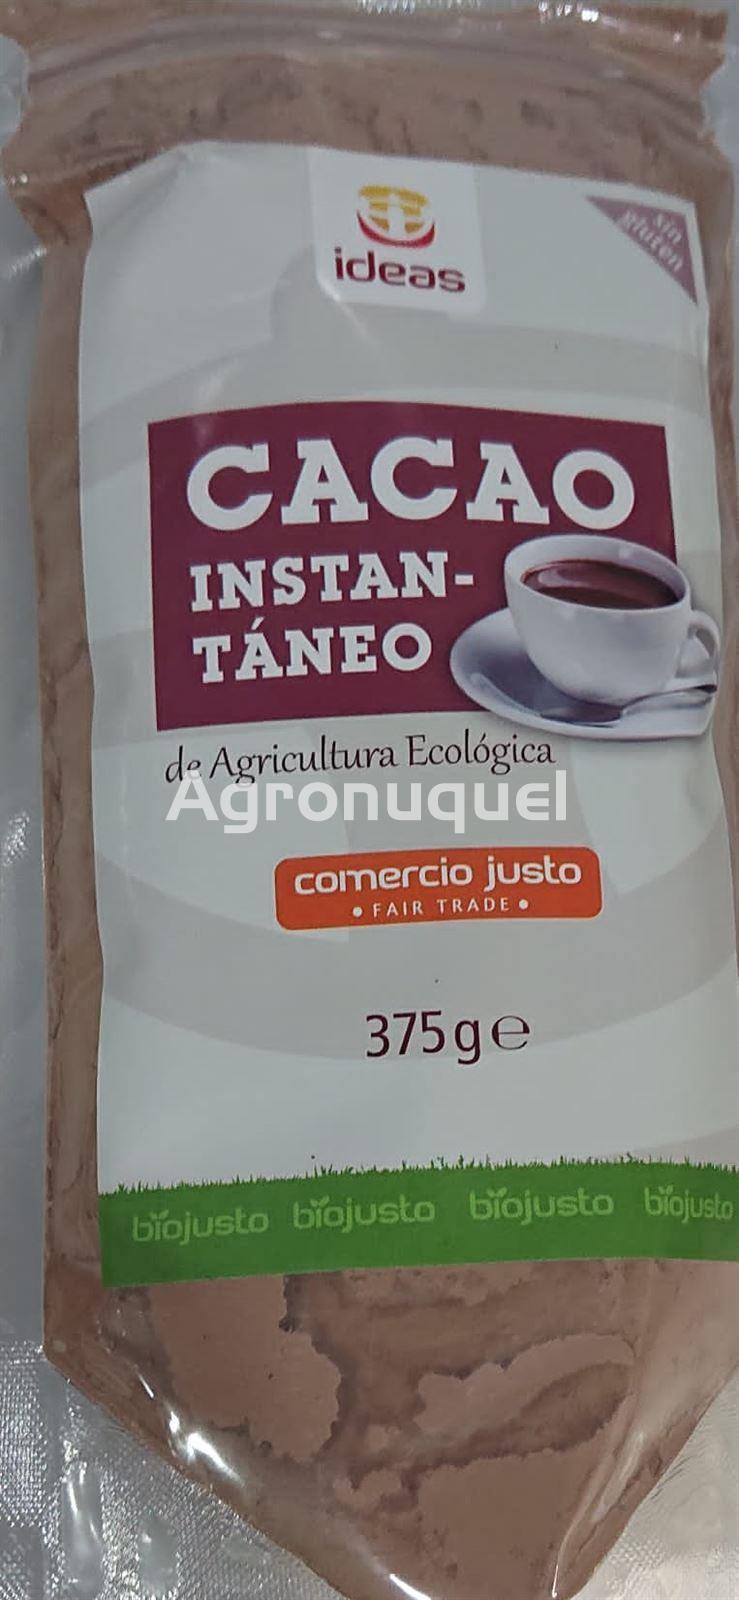 ideas
sin
gluten
CACAO
INSTAN-
TÁNEO
de Agricultura Ecológica
Agronuquel
comercio justo
• FAIR TRADE •
375g℮
biojusto biojusto biojusto biojusto